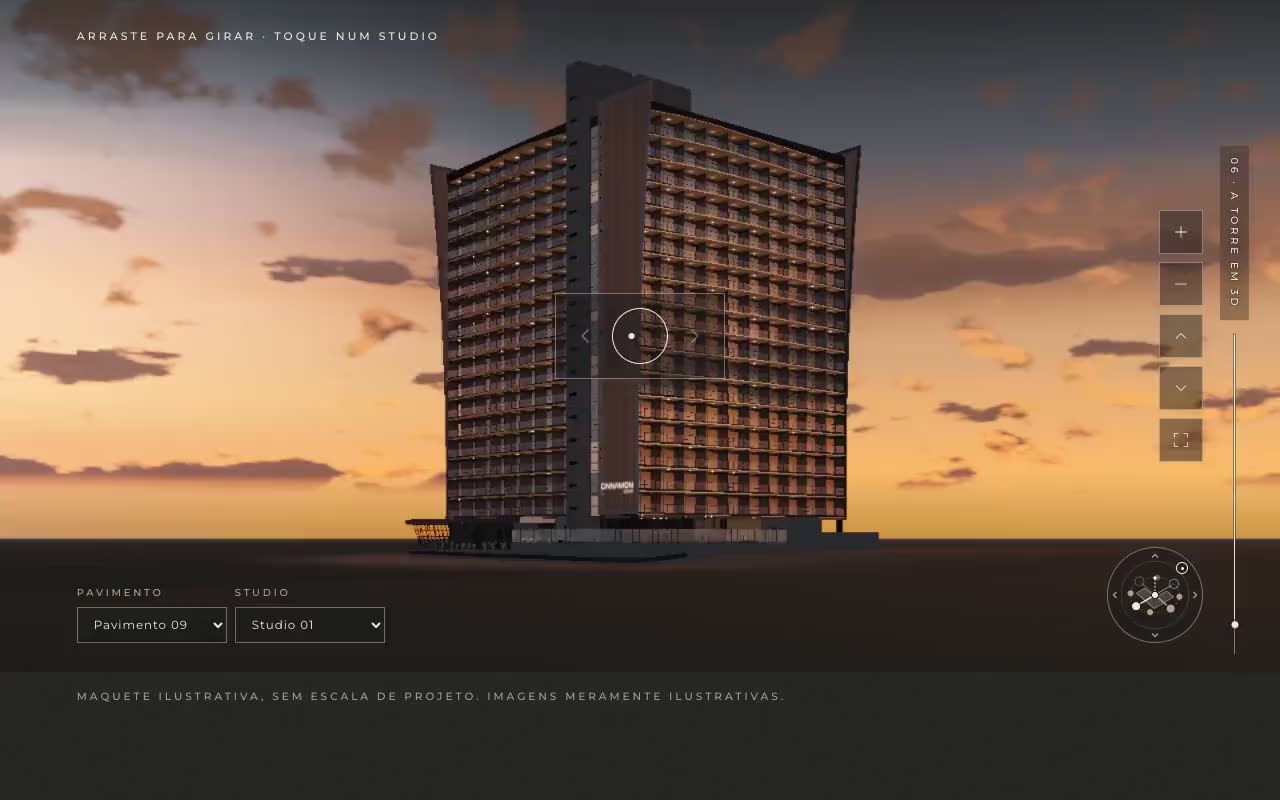 ARRASTE PARA GIRAR · TOQUE NUM STUDIO
06 · A TORRE EM 3D
CINNAMON
PAVIMENTO
STUDIO
Pavimento 09
Studio 01
MAQUETE ILUSTRATIVA, SEM ESCALA DE PROJETO. IMAGENS MERAMENTE ILUSTRATIVAS.